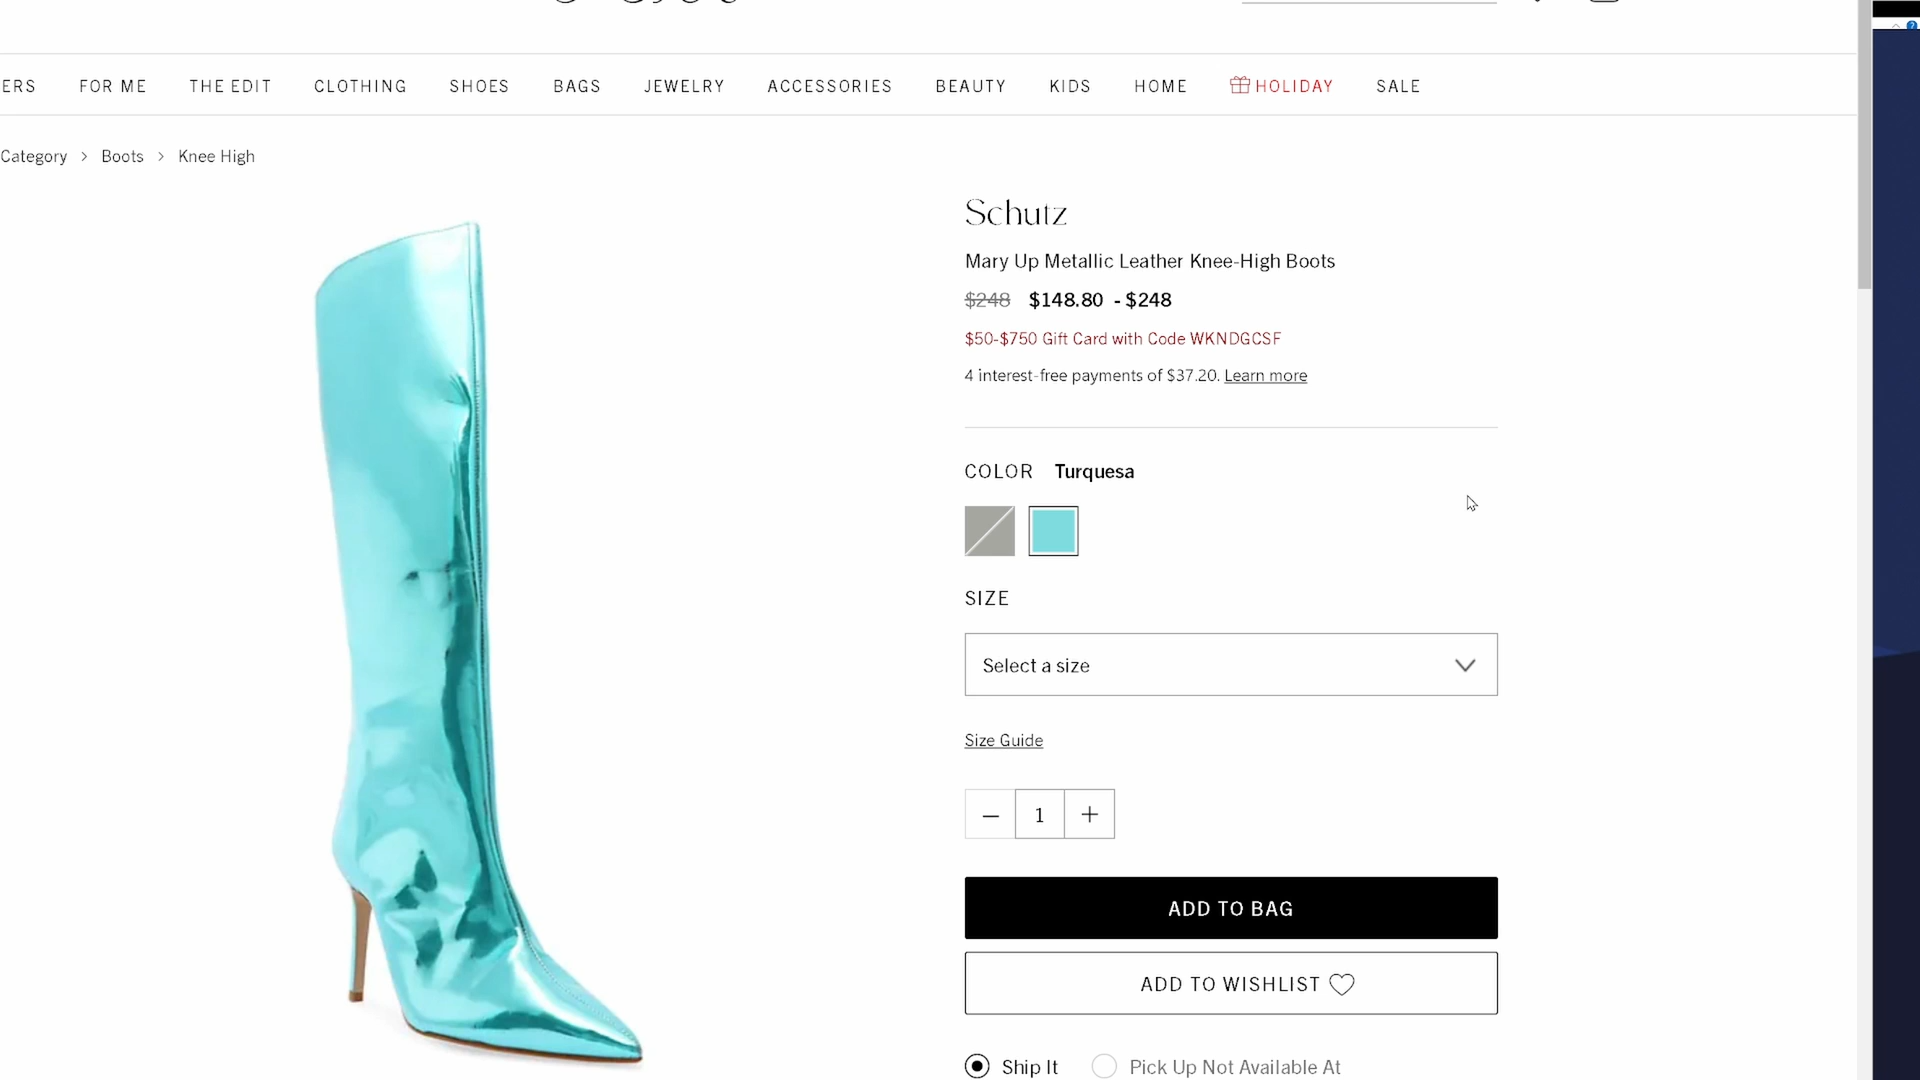 ERS FOR ME THE EDIT CLOTHING SHOES BAGS JEWELRY ACCESSORIES BEAUTY KIDS HOME HOLIDAY SALE
Category > Boots > Knee High
Schutz
Mary Up Metallic Leather Knee-High Boots
$248 $148.80 - $248
$50-$750 Gift Card with Code WKNDGCSF
4 interest-free payments of $37.20. Learn more
COLOR Turquesa
SIZE
Select a size
Size Guide
1
ADD TO BAG
ADD TO WISHLIST
Ship It Pick Up Not Available At